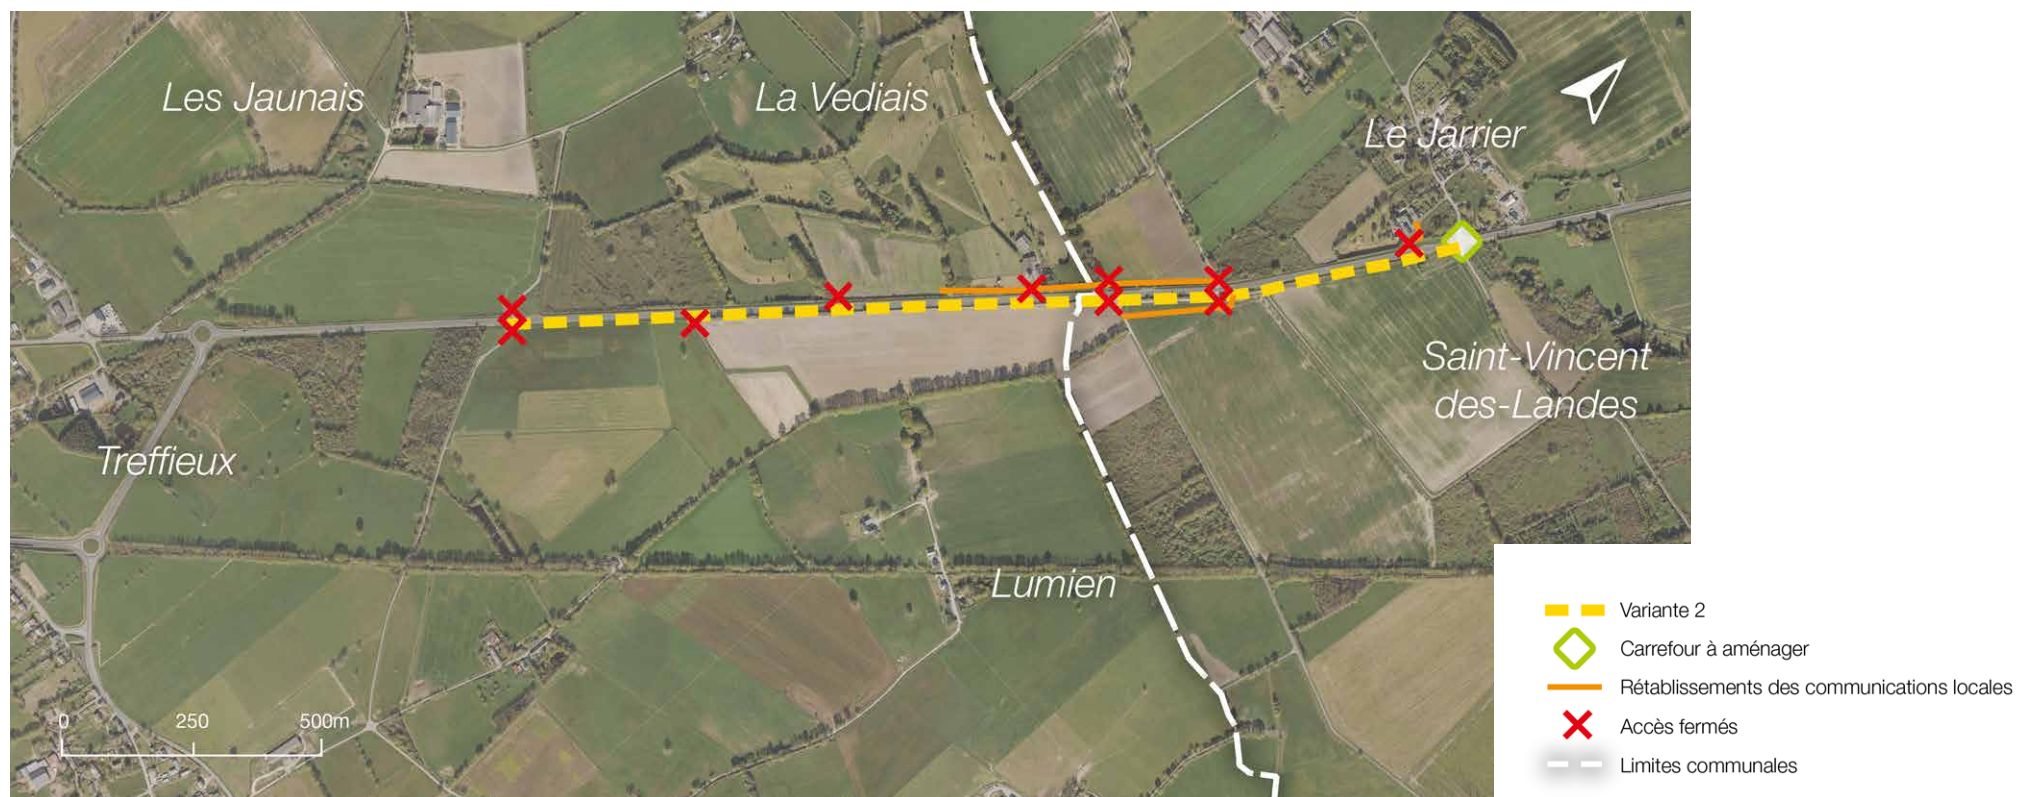 Les Jaunais
La Vediais
Le Jarrier
Saint-Vincent
des-Landes
Treffieux
Lumien
0 250 500m
Variante 2
Carrefour à aménager
Rétablissements des communications locales
Accès fermés
Limites communales